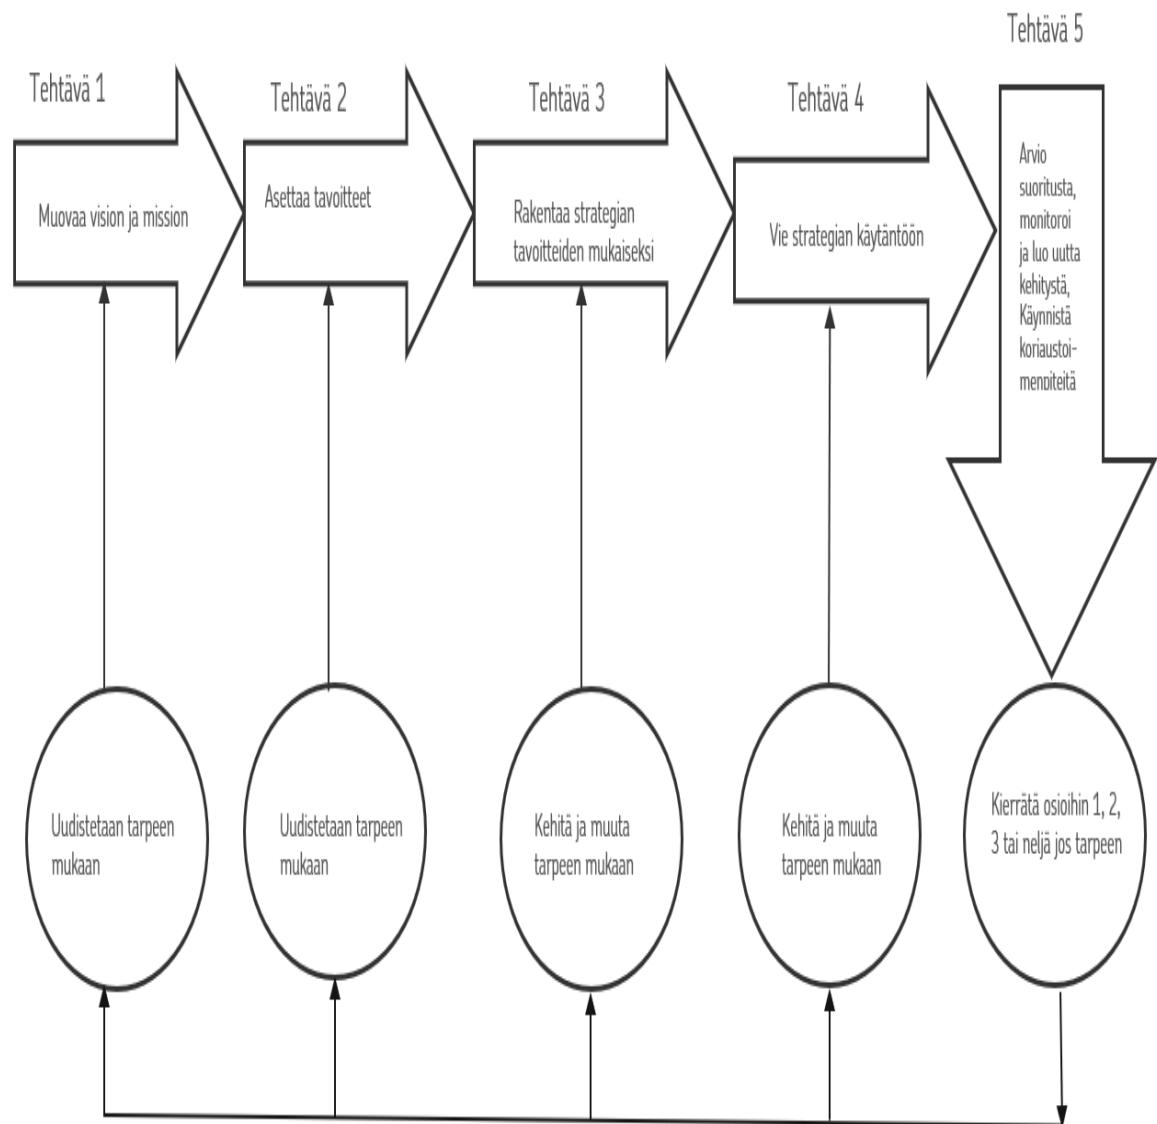 Tehtävä 1
Tehtävä 2
Tehtävä 3
Tehtävä 4
Tehtävä 5
Muovaa vision ja mission
Asettaa tavoitteet
Rakentaa strategian
tavoitteiden mukaiseksi
Vie strategian käytäntöön
Arvio
suoritusta,
monitoroi
ja luo uutta
kehitystä,
Käynnistä
koriaustoi-
menpiteitä
Uudistetaan tarpeen
mukaan
Uudistetaan tarpeen
mukaan
Kehitä ja muuta
tarpeen mukaan
Kehitä ja muuta
tarpeen mukaan
Kierrätä osioihin 1, 2,
3 tai neljä jos tarpeen